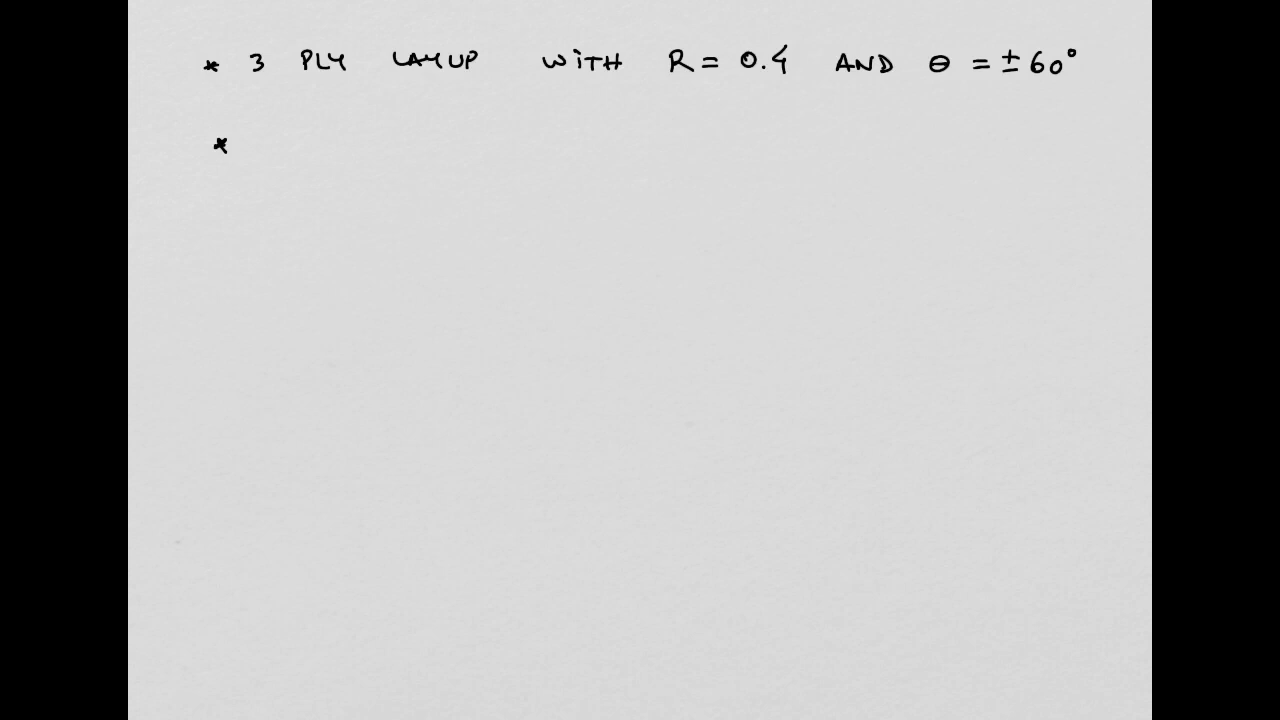 * 3 PLY LAYUP WITH R = 0.4 AND θ = ± 60°
*